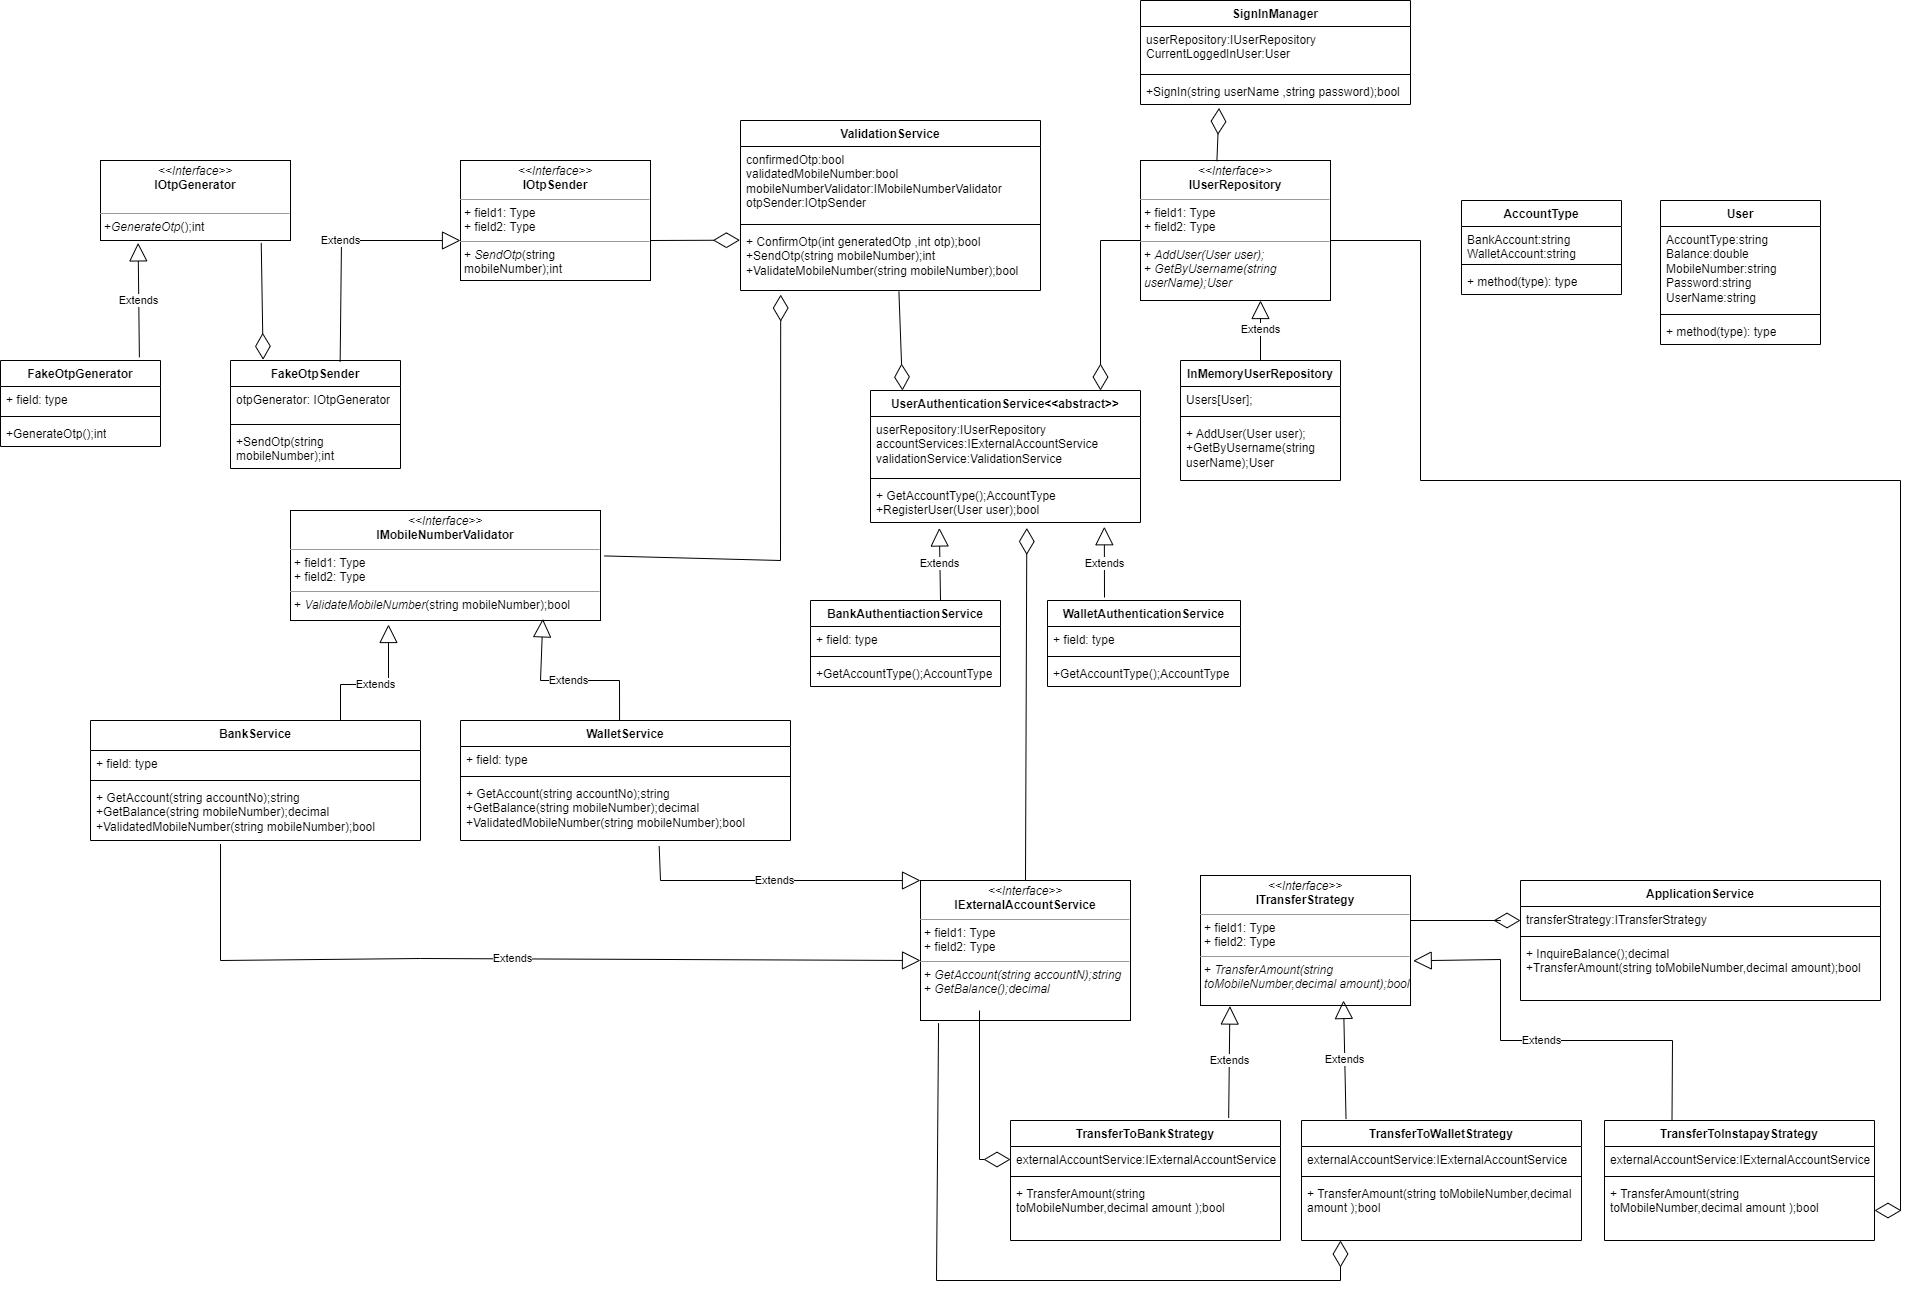 SignInManager
userRepository:IUserRepository
CurrentLoggedInUser:User
+SignIn(string userName ,string password);bool
ValidationService
confirmedOtp:bool
validatedMobileNumber:bool
mobileNumberValidator:IMobileNumberValidator
otpSender:IOtpSender
+ ConfirmOtp(int generatedOtp ,int otp);bool
+SendOtp(string mobileNumber);int
+ValidateMobileNumber(string mobileNumber);bool
<<Interface>>
IOtpGenerator
+GenerateOtp();int
<<Interface>>
IOtpSender
+ field1: Type
+ field2: Type
+ SendOtp(string
mobileNumber);int
<<Interface>>
IUserRepository
+ field1: Type
+ field2: Type
+ AddUser(User user);
+ GetByUsername(string
userName);User
AccountType
BankAccount:string
WalletAccount:string
+ method(type): type
User
AccountType:string
Balance:double
MobileNumber:string
Password:string
UserName:string
+ method(type): type
Extends
Extends
Extends
FakeOtpGenerator
+ field: type
+GenerateOtp();int
FakeOtpSender
otpGenerator: IOtpGenerator
+SendOtp(string
mobileNumber);int
UserAuthenticationService<<abstract>>
userRepository:IUserRepository
accountServices:IExternalAccountService
validationService:ValidationService
+ GetAccountType();AccountType
+RegisterUser(User user);bool
InMemoryUserRepository
Users[User];
+ AddUser(User user);
+GetByUsername(string
userName);User
<<Interface>>
IMobileNumberValidator
+ field1: Type
+ field2: Type
+ ValidateMobileNumber(string mobileNumber);bool
Extends
Extends
BankAuthentiactionService
+ field: type
+GetAccountType();AccountType
WalletAuthenticationService
+ field: type
+GetAccountType();AccountType
Extends
Extends
BankService
+ field: type
+ GetAccount(string accountNo);string
+GetBalance(string mobileNumber);decimal
+ValidatedMobileNumber(string mobileNumber);bool
WalletService
+ field: type
+ GetAccount(string accountNo);string
+GetBalance(string mobileNumber);decimal
+ValidatedMobileNumber(string mobileNumber);bool
Extends
Extends
<<Interface>>
IExternalAccountService
+ field1: Type
+ field2: Type
+ GetAccount(string accountN);string
+ GetBalance();decimal
<<Interface>>
ITransferStrategy
+ field1: Type
+ field2: Type
+ TransferAmount(string
toMobileNumber,decimal amount);bool
ApplicationService
transferStrategy:ITransferStrategy
+ InquireBalance();decimal
+TransferAmount(string toMobileNumber,decimal amount);bool
Extends
Extends
Extends
TransferToBankStrategy
externalAccountService:IExternalAccountService
+ TransferAmount(string
toMobileNumber,decimal amount );bool
TransferToWalletStrategy
externalAccountService:IExternalAccountService
+ TransferAmount(string toMobileNumber,decimal
amount );bool
TransferToInstapayStrategy
externalAccountService:IExternalAccountService
+ TransferAmount(string
toMobileNumber,decimal amount );bool